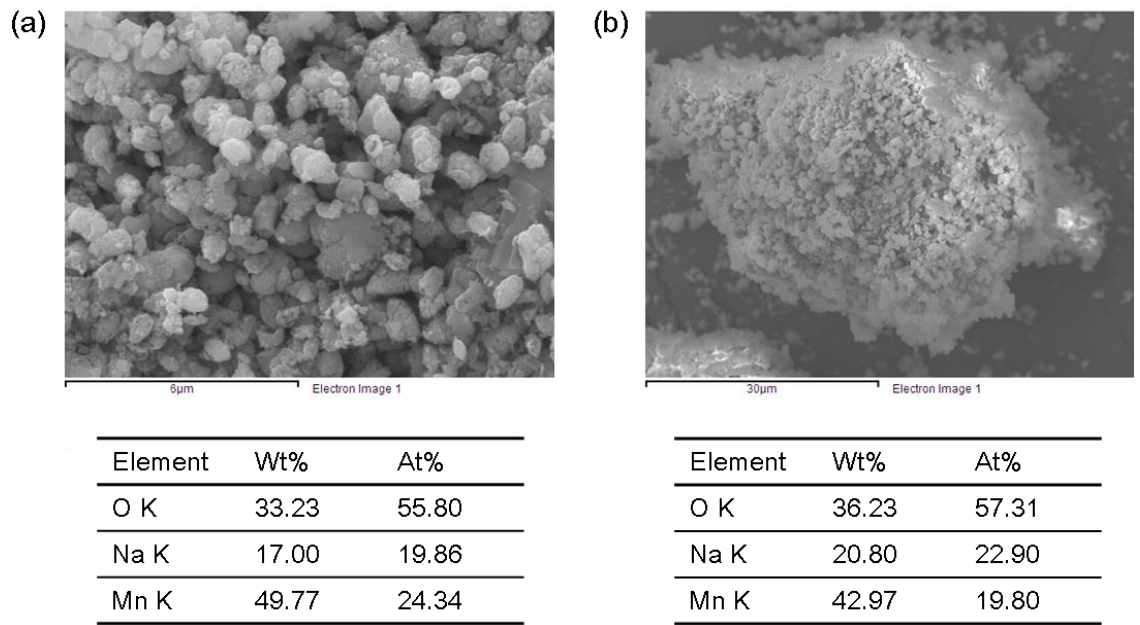 (a)
6µm Electron Image 1
Element Wt% At%
O K 33.23 55.80
Na K 17.00 19.86
Mn K 49.77 24.34
(b)
30µm Electron Image 1
Element Wt% At%
O K 36.23 57.31
Na K 20.80 22.90
Mn K 42.97 19.80